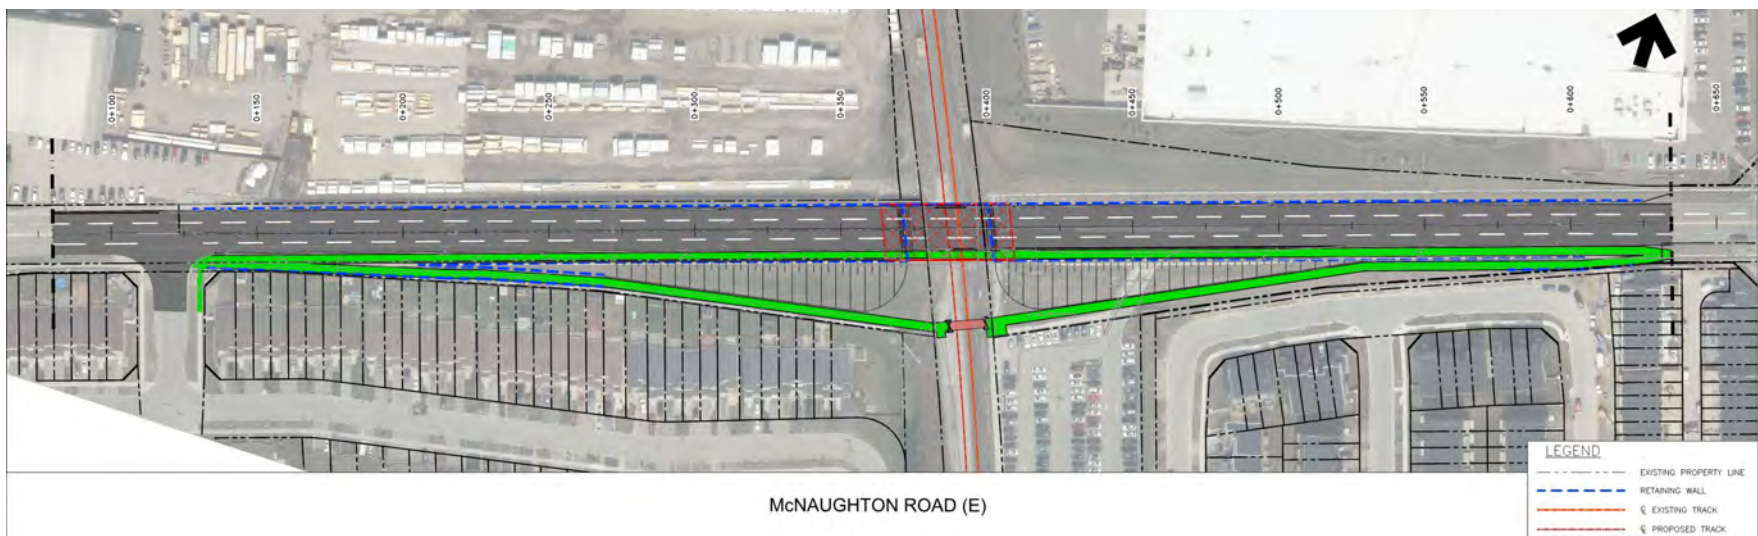 0+100
0+150
0+200
0+250
0+300
0+350
0+400
0+450
0+500
0+550
0+600
0+650
McNAUGHTON ROAD (E)
LEGEND
EXISTING PROPERTY LINE
RETAINING WALL
℄ EXISTING TRACK
℄ PROPOSED TRACK